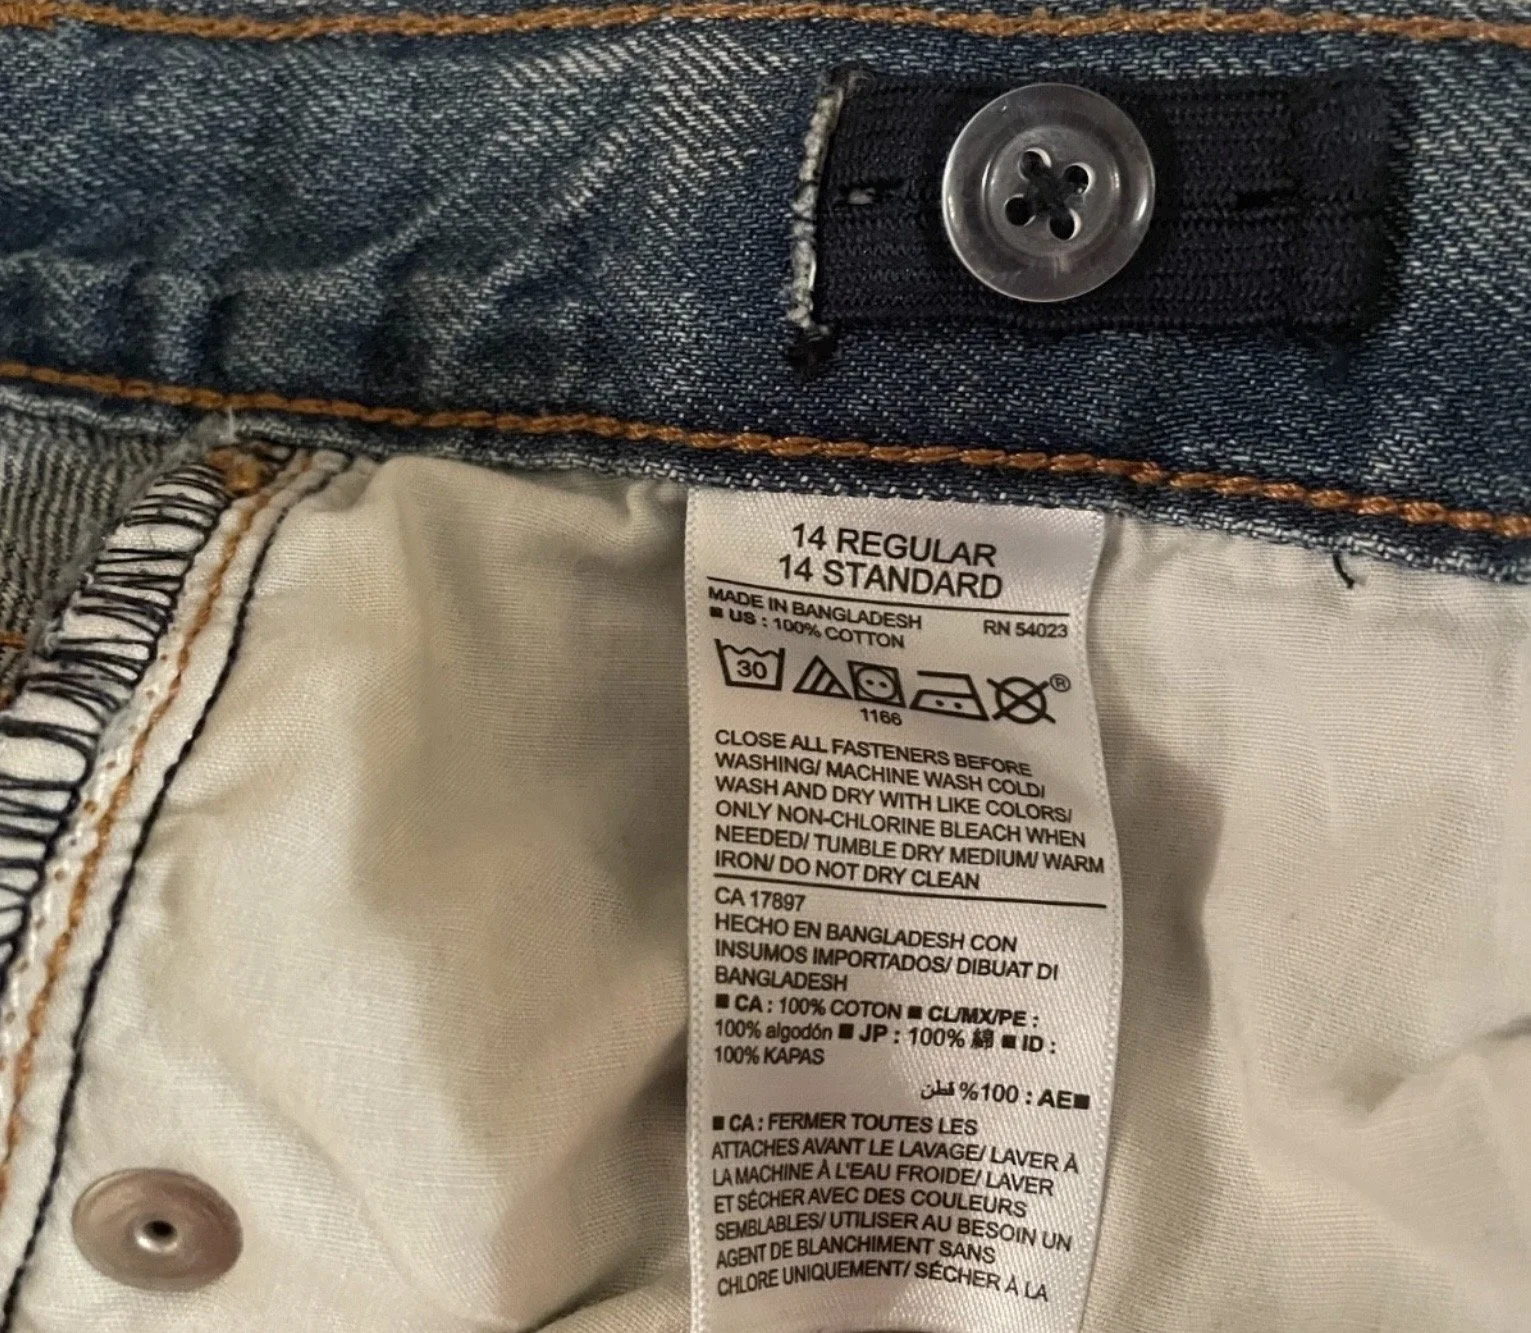 14 REGULAR
14 STANDARD
MADE IN BANGLADESH RN 54023
■ US : 100% COTTON
30 ®
1166
CLOSE ALL FASTENERS BEFORE
WASHING/ MACHINE WASH COLD/
WASH AND DRY WITH LIKE COLORS/
ONLY NON-CHLORINE BLEACH WHEN
NEEDED/ TUMBLE DRY MEDIUM/ WARM
IRON/ DO NOT DRY CLEAN
CA 17897
HECHO EN BANGLADESH CON
INSUMOS IMPORTADOS/ DIBUAT DI
BANGLADESH
■ CA : 100% COTON ■ CL/MX/PE :
100% algodón ■ JP : 100% 綿 ■ ID :
100% KAPAS
■AE : 100% قطن
■ CA : FERMER TOUTES LES
ATTACHES AVANT LE LAVAGE/ LAVER À
LA MACHINE À L'EAU FROIDE/ LAVER
ET SÉCHER AVEC DES COULEURS
SEMBLABLES/ UTILISER AU BESOIN UN
AGENT DE BLANCHIMENT SANS
CHLORE UNIQUEMENT/ SÉCHER À LA